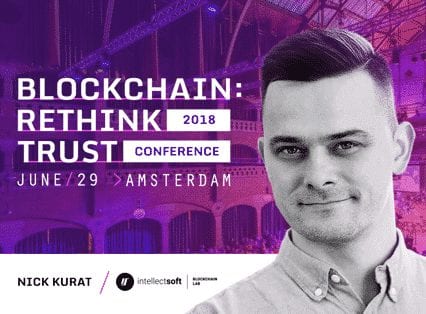 BLOCKCHAIN:
RETHINK 2018
TRUST CONFERENCE
JUNE/29 >AMSTERDAM
NICK KURAT / intellectsoft | BLOCKCHAIN
LAB